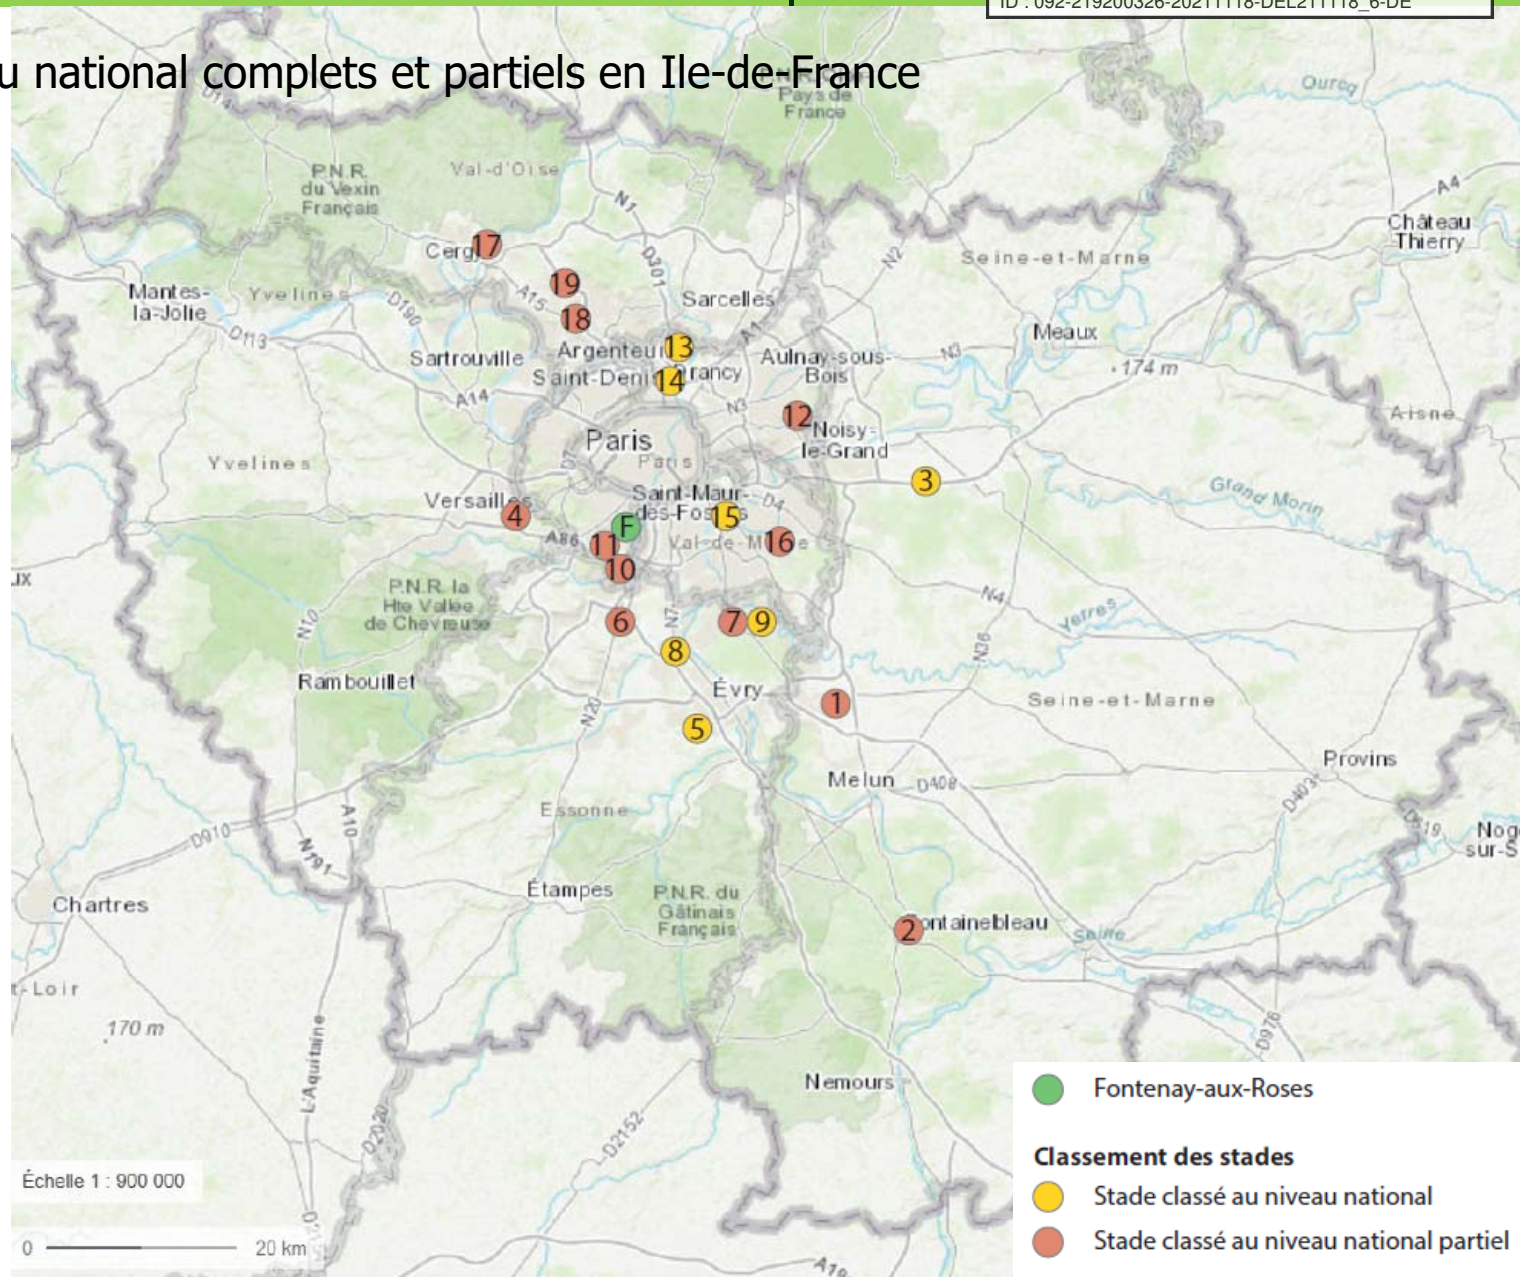 ID : 092-219200326-20211118-DEL211118_6-DE
u national complets et partiels en Ile-de-France
Pays de
France
Ourcq
D14
P.N.R.
du Vexin
Français
Val-d'Oise
N1
A4
Château
Thierry
Cergy
17
D301
N2
Seine-et-Marne
Mantes-
la-Jolie
Yvelines
D190
A15
19
Sarcelles
18
D113
Sartrouville
Argenteuil
13
A1
Aulnay-sous-
Bois
N3
Meaux
174 m
Saint-Denis
14
Drancy
A14
N3
12
Aisne
Paris
Paris
Noisy-
le-Grand
D7
Yvelines
3
Grand Morin
Versailles
4
Saint-Maur-
des-Fossés
D4
15
F
A86
11
Val-de-Marne
16
10
P.N.R. la
Hte Vallée
de Chevreuse
N10
6
N7
7
9
N4
Yerres
8
N36
Rambouillet
Évry
1
Seine-et-Marne
N20
5
Provins
Melun
D408
D403
Essonne
A10
D910
N191
D619
Nog
sur-S
Étampes
P.N.R. du
Gâtinais
Français
Chartres
2
Fontainebleau
Seine
t-Loir
170 m
L'Aquitaine
D976
Nemours
D2020
D2152
A19
Échelle 1 : 900 000
0
20 km
Fontenay-aux-Roses
Classement des stades
Stade classé au niveau national
Stade classé au niveau national partiel